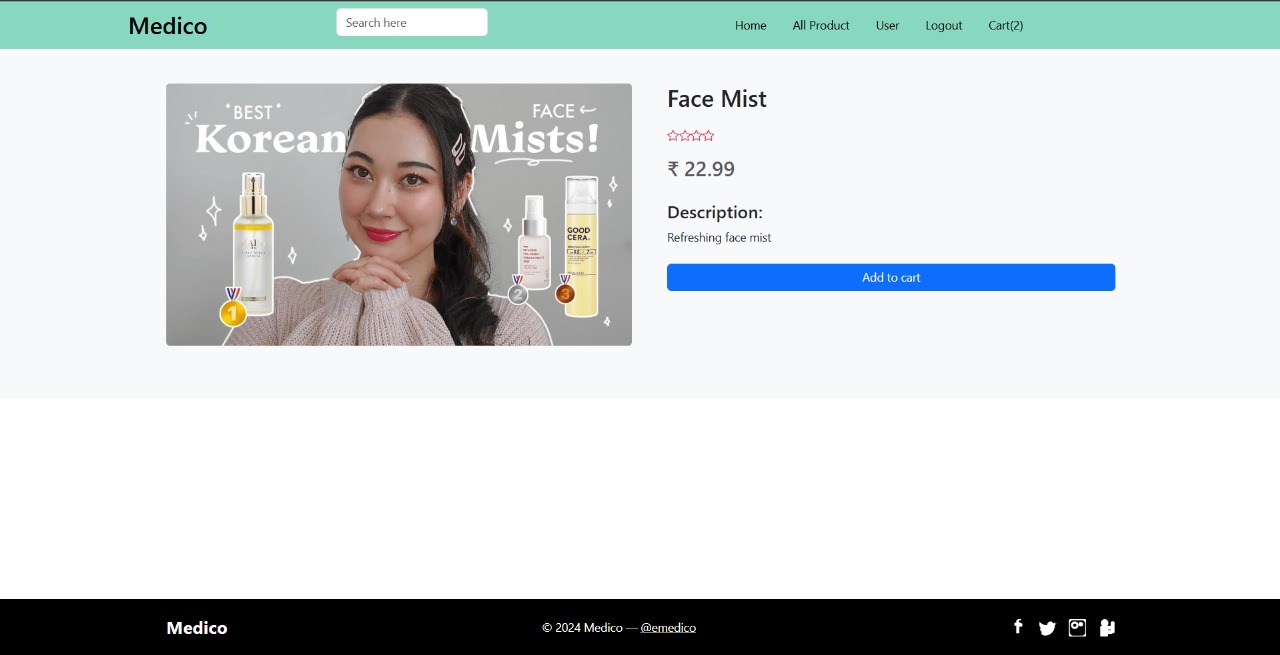 Medico
Search here
Home
All Product
User
Logout
Cart(2)
BEST
Korean
FACE
Mists!
GOOD
CERA.
1
2
3
Face Mist
₹ 22.99
Description:
Refreshing face mist
Add to cart
Medico
© 2024 Medico — @emedico